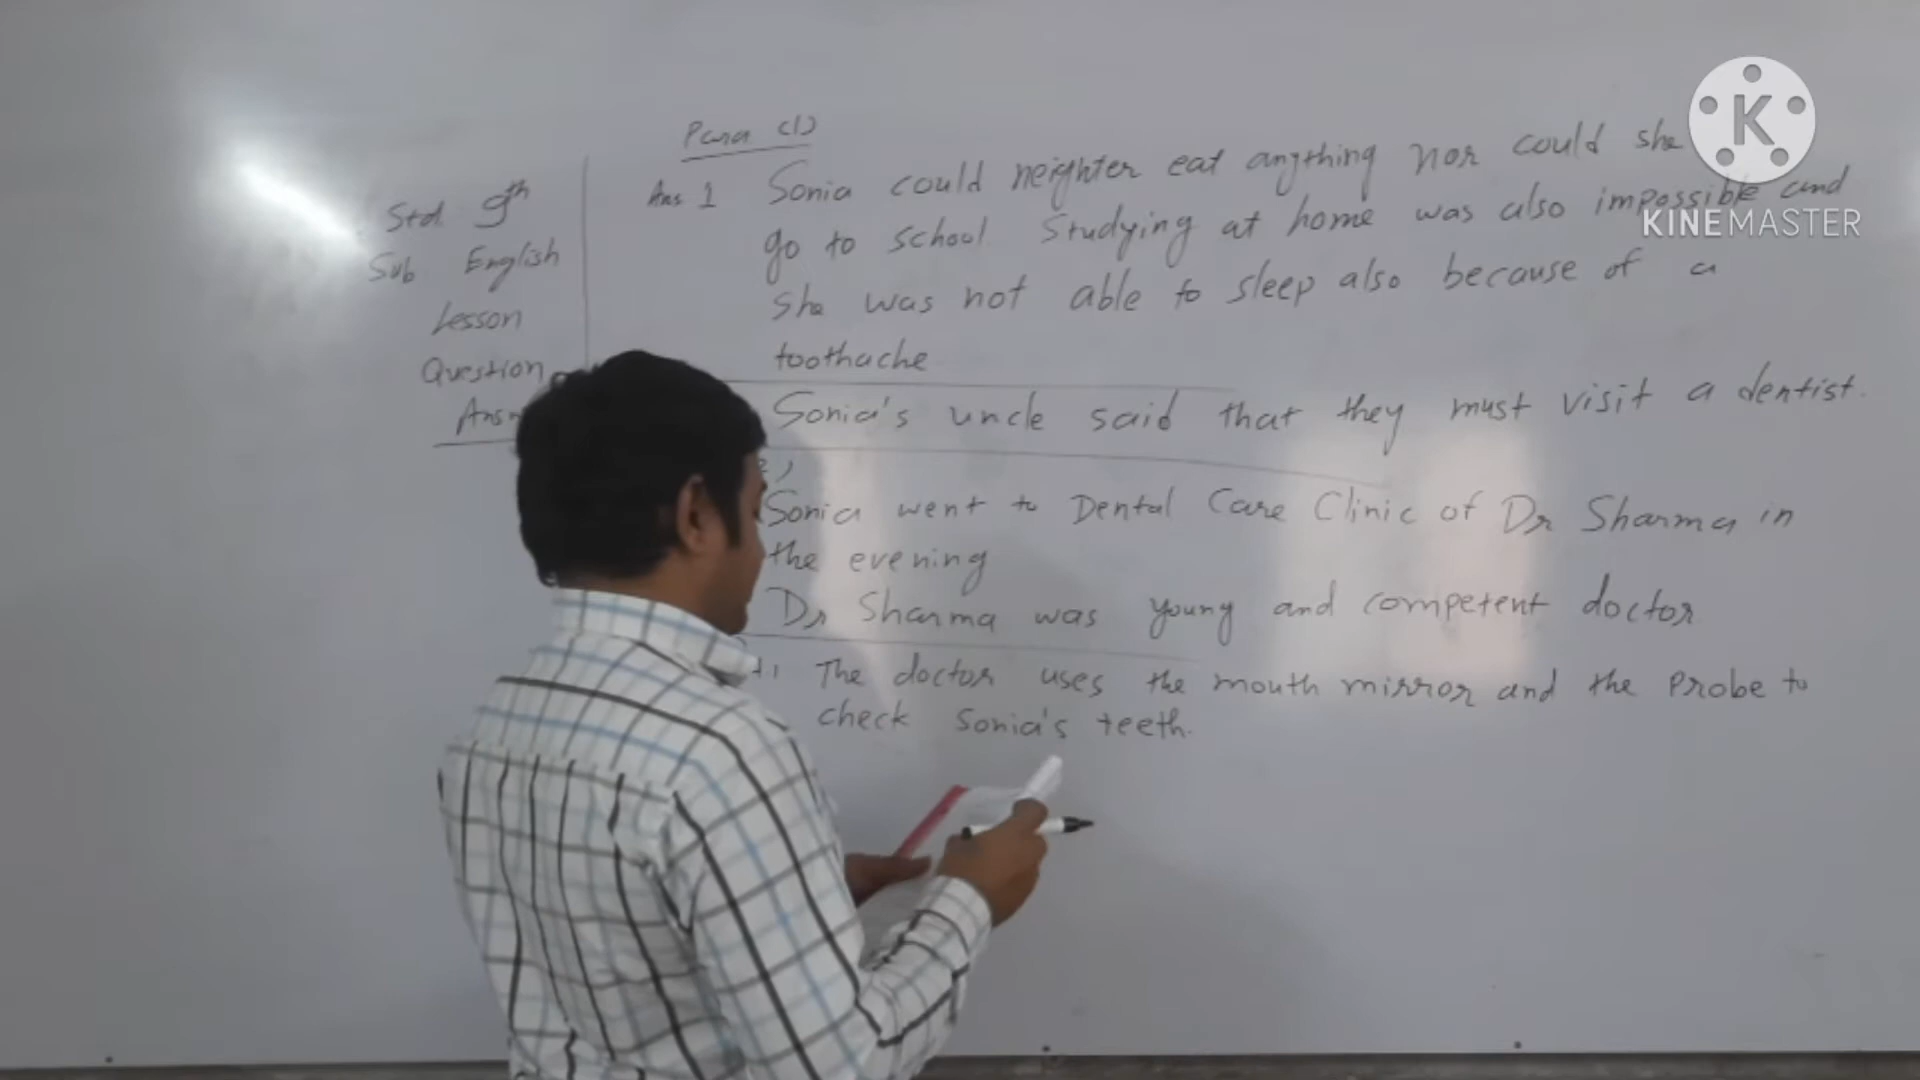 Para (1)
Std 9th
Sub English
Lesson
Question
Ans 1 Sonia could neighter eat angthing nor could she
go to school Studying at home was also impossible and
she was not able to sleep also because of a
toothache
Sonia's uncle said that they must visit a dentist.
Sonia went to Dental Care Clinic of Dr Sharma in
the evening
Dr Sharma was young and competent doctor
The doctor uses the mouth mirror and the probe to
check Sonia's teeth.
K
KINEMASTER